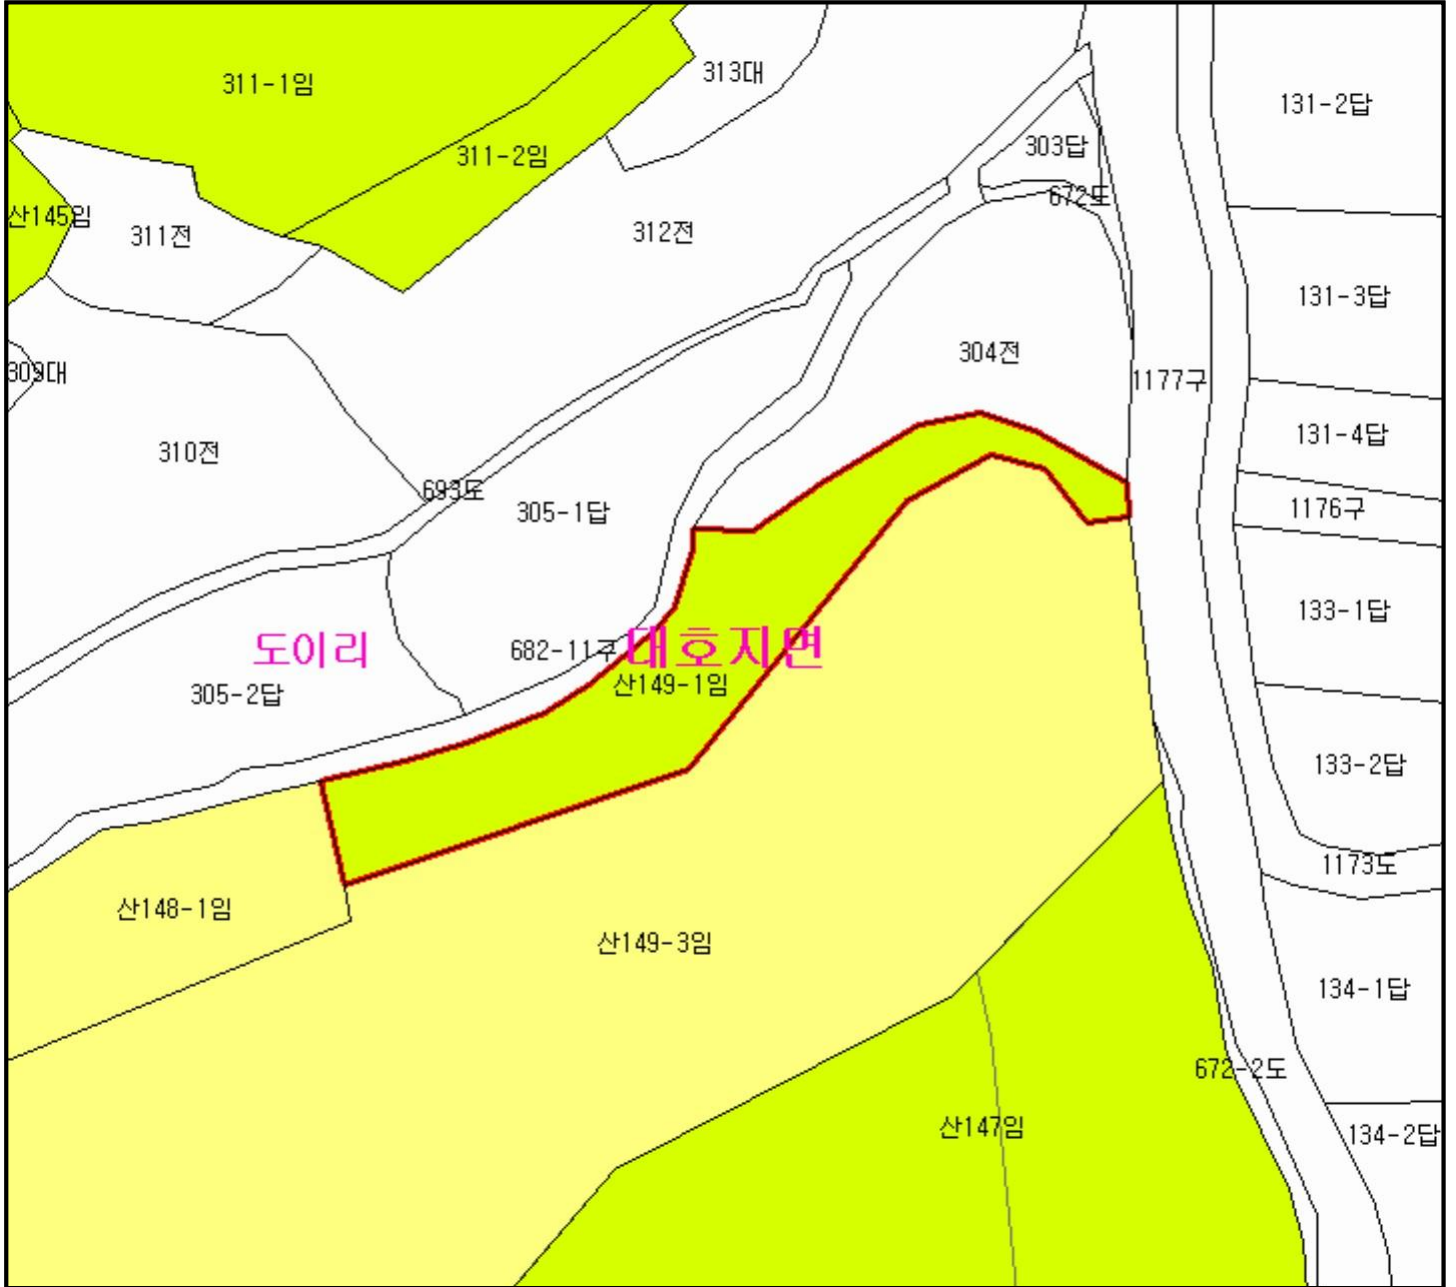 313대
311-1임
131-2답
303답
311-2임
672도
산145임
311전
312전
131-3답
304전
309대
1177구
131-4답
310전
693도
305-1답
1176구
133-1답
도이리
682-11구
대호지면
산149-1임
305-2답
133-2답
1173도
산148-1임
산149-3임
134-1답
672-2도
산147임
134-2답